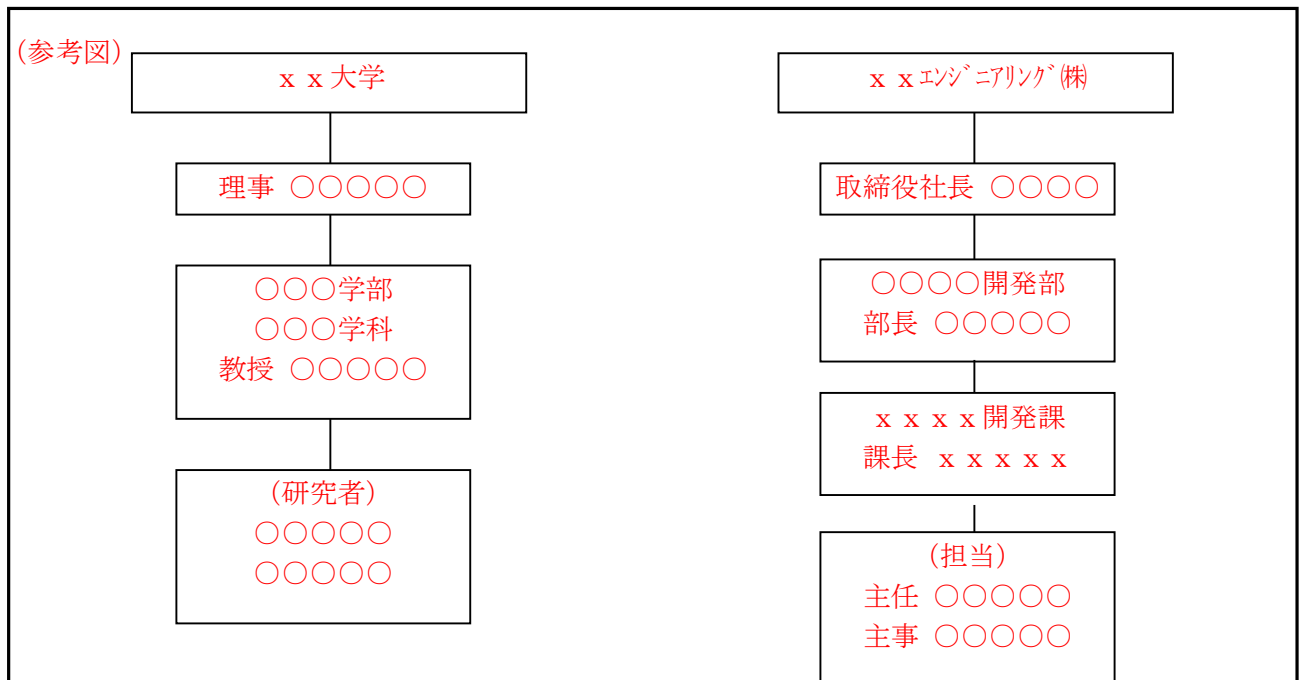 (参考図)
ｘｘ大学
理事 ○○○○○
○○○学部
○○○学科
教授 ○○○○○
(研究者)
○○○○○
○○○○○
ｘｘｴﾝｼﾞﾆｱﾘﾝｸﾞ㈱
取締役社長 ○○○○
○○○○開発部
部長 ○○○○○
ｘｘｘｘ開発課
課長 ｘｘｘｘｘ
(担当)
主任 ○○○○○
主事 ○○○○○